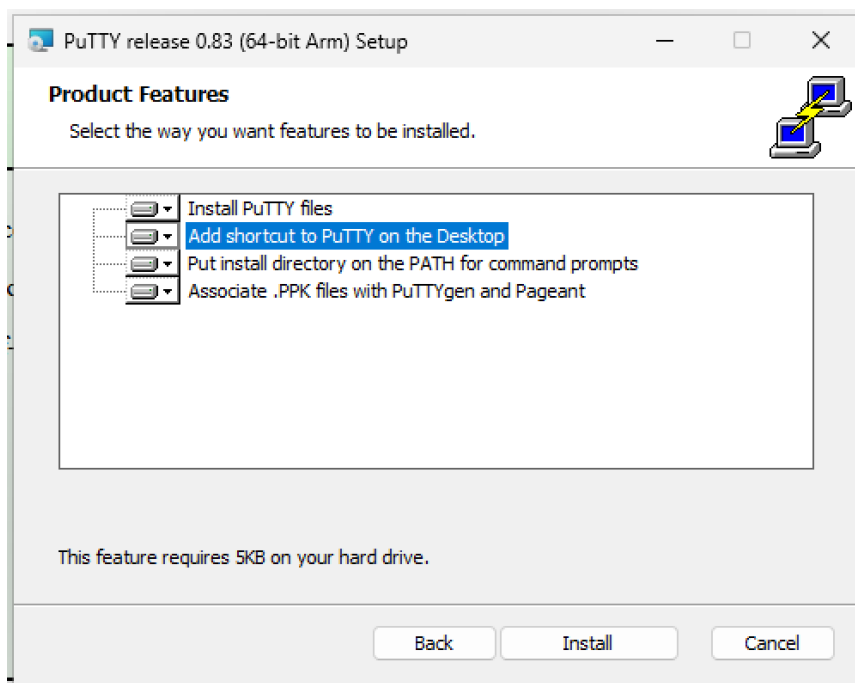 PuTTY release 0.83 (64-bit Arm) Setup
Product Features
Select the way you want features to be installed.
Install PuTTY files
Add shortcut to PuTTY on the Desktop
Put install directory on the PATH for command prompts
Associate .PPK files with PuTTYgen and Pageant
This feature requires 5KB on your hard drive.
Back Install Cancel